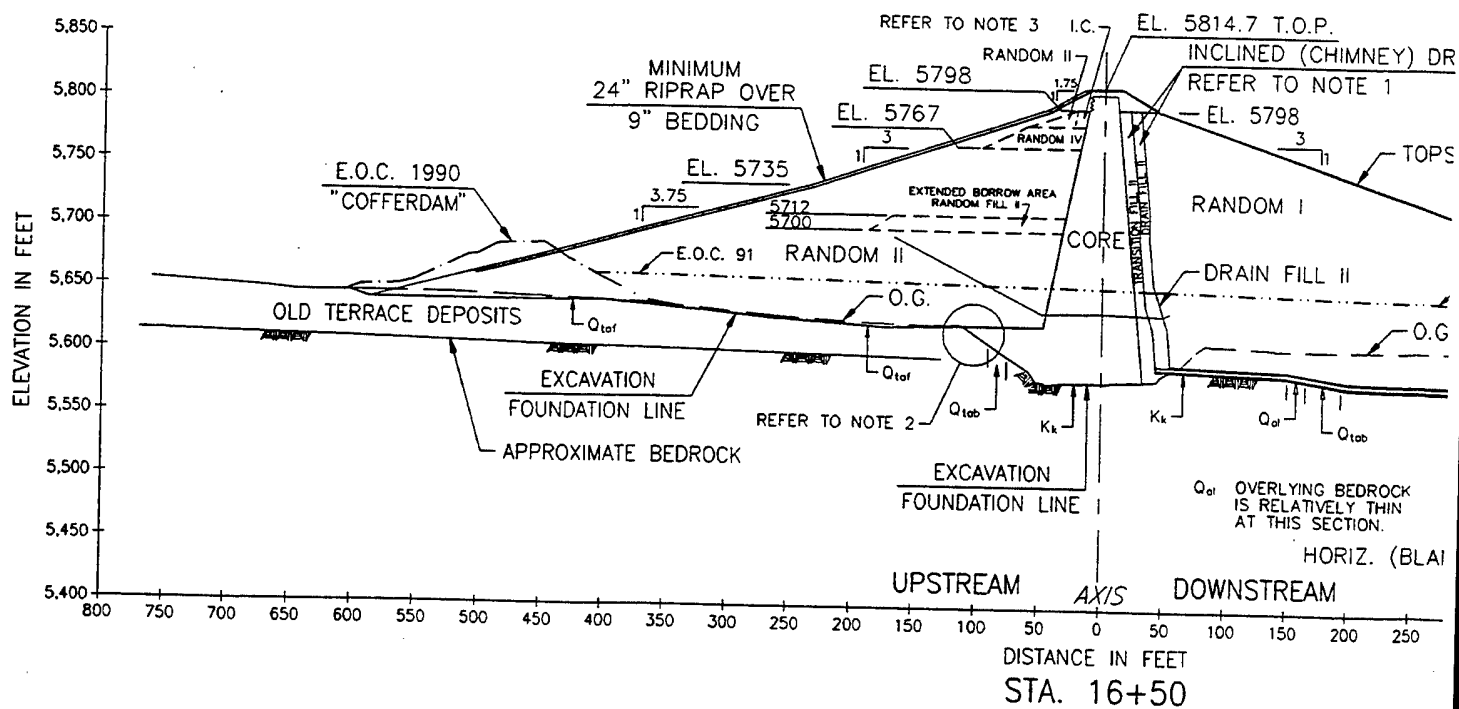 5,850
5,800
5,750
5,700
5,650
5,600
5,550
5,500
5,450
5,400
ELEVATION IN FEET
REFER TO NOTE 3
I.C.
EL. 5814.7 T.O.P.
RANDOM II
INCLINED (CHIMNEY) DR
REFER TO NOTE 1
MINIMUM
24" RIPRAP OVER
9" BEDDING
EL. 5798
1.75
1
EL. 5798
EL. 5767
3
1
RANDOM IV
3
1
TOPS
E.O.C. 1990
"COFFERDAM"
EL. 5735
3.75
1
EXTENDED BORROW AREA
RANDOM FILL II
5712
5700
RANDOM I
CORE
TRANSITION FILL II
DRAIN FILL II
E.O.C. 91
RANDOM II
DRAIN FILL II
O.G.
OLD TERRACE DEPOSITS
Qtaf
O.G
Qtaf
EXCAVATION
FOUNDATION LINE
REFER TO NOTE 2
Qtab
Kk
Kk
Qal
Qtab
APPROXIMATE BEDROCK
EXCAVATION
FOUNDATION LINE
Qal OVERLYING BEDROCK
IS RELATIVELY THIN
AT THIS SECTION.
HORIZ. (BLA
UPSTREAM AXIS DOWNSTREAM
800 750 700 650 600 550 500 450 400 350 300 250 200 150 100 50 0 50 100 150 200 250
DISTANCE IN FEET
STA. 16+50